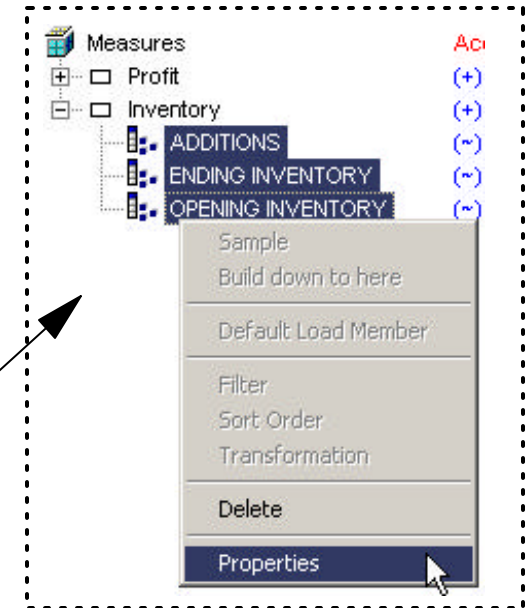 Measures
Profit (+)
Inventory (+)
ADDITIONS (~)
ENDING INVENTORY (~)
OPENING INVENTORY (~)
Sample
Build down to here
Default Load Member
Filter
Sort Order
Transformation
Delete
Properties